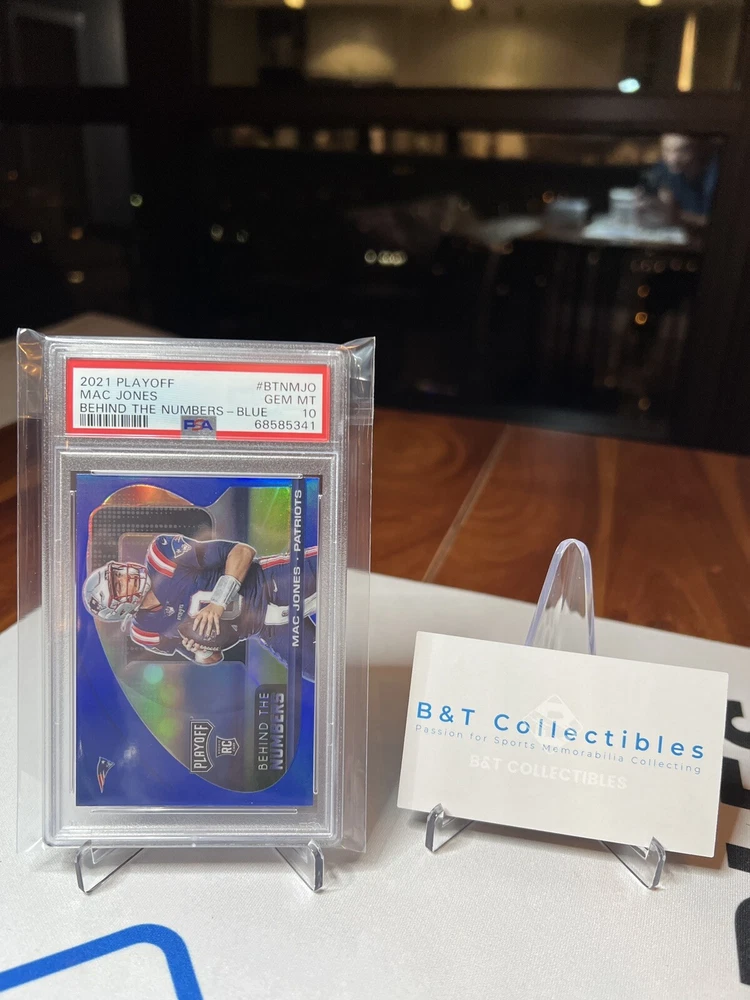 2021 PLAYOFF #BTNMJO
MAC JONES GEM MT
BEHIND THE NUMBERS - BLUE 10
PSA 68585341
MAC JONES • PATRIOTS
PLAYOFF
RC
BEHIND THE
NUMBERS
B&T Collectibles
Passion for Sports Memorabilia Collecting
B&T COLLECTIBLES